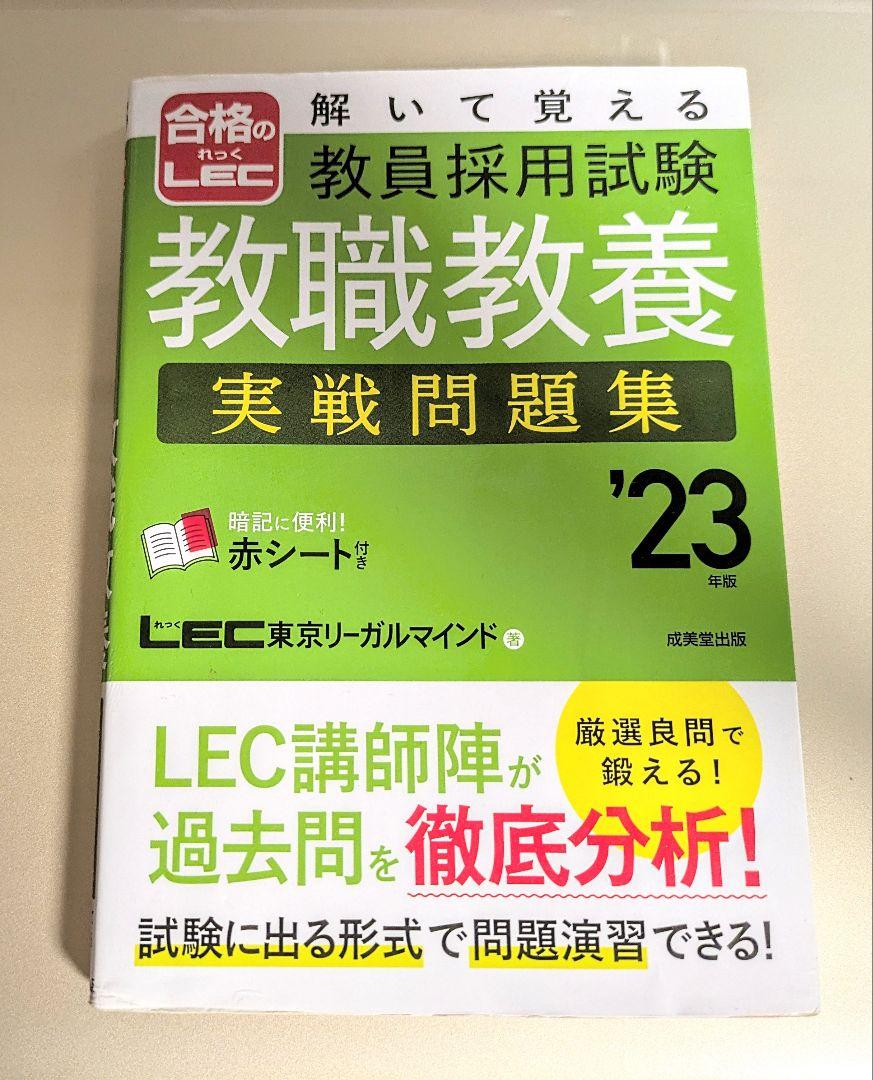 合格の
れっく
LEC
解いて覚える
教員採用試験
教職教養
実戦問題集
'23
年版
暗記に便利!
赤シート付き
れっく
LEC東京リーガルマインド 著
成美堂出版
厳選良問で
鍛える!
LEC講師陣が
過去問を徹底分析!
試験に出る形式で問題演習できる!